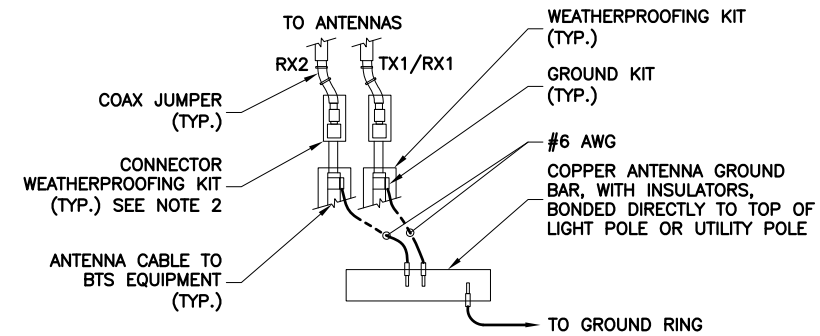 TO ANTENNAS
RX2
TX1/RX1
COAX JUMPER
(TYP.)
CONNECTOR
WEATHERPROOFING KIT
(TYP.) SEE NOTE 2
ANTENNA CABLE TO
BTS EQUIPMENT
(TYP.)
WEATHERPROOFING KIT
(TYP.)
GROUND KIT
(TYP.)
#6 AWG
COPPER ANTENNA GROUND
BAR, WITH INSULATORS,
BONDED DIRECTLY TO TOP OF
LIGHT POLE OR UTILITY POLE
TO GROUND RING